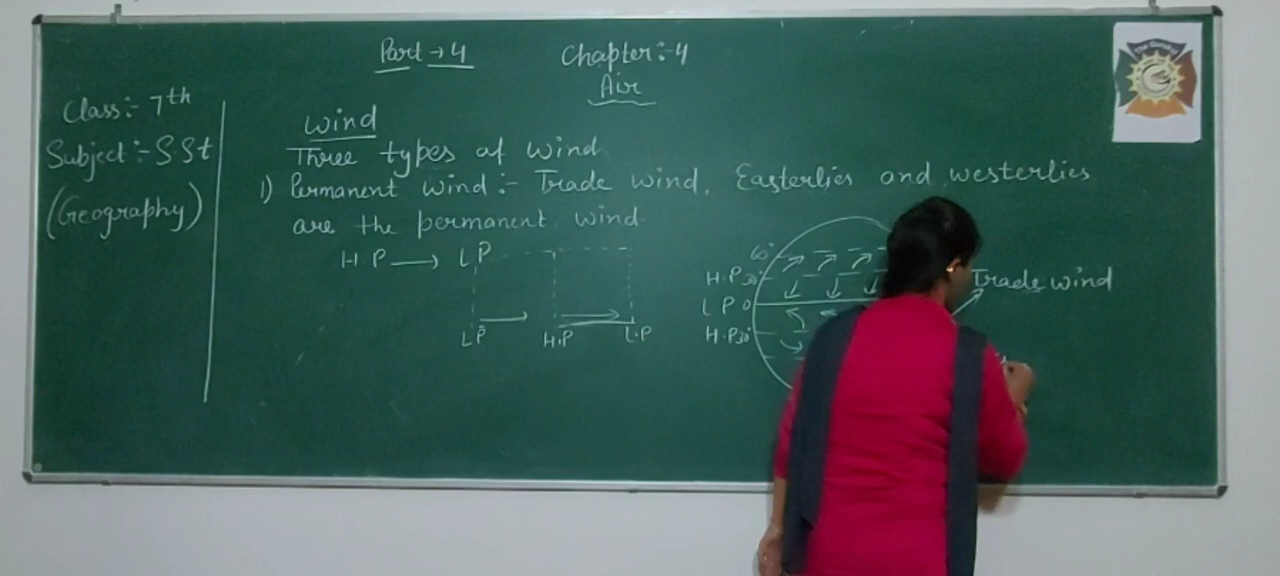 Part → 4
Chapter :- 4
Air
Class :- 7th
Subject :- SSt
(Geography)
Wind
Three types of wind
1) Permanent wind :- Trade wind, Easterlies and westerlies
are the permanent wind.
H P → L P
L P
H.P
L.P
60°
H.P 30°
L P 0
H.P 30°
Trade wind